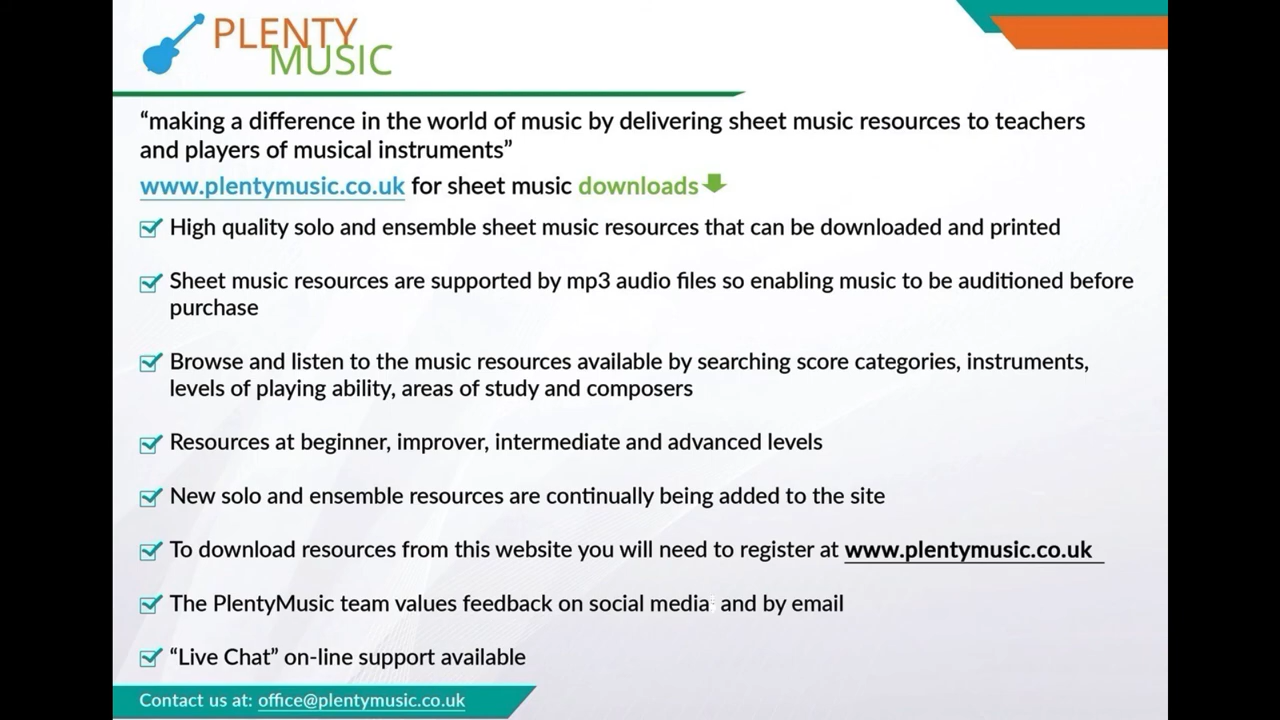 PLENTY
MUSIC
“making a difference in the world of music by delivering sheet music resources to teachers
and players of musical instruments”
www.plentymusic.co.uk for sheet music downloads
High quality solo and ensemble sheet music resources that can be downloaded and printed
Sheet music resources are supported by mp3 audio files so enabling music to be auditioned before
purchase
Browse and listen to the music resources available by searching score categories, instruments,
levels of playing ability, areas of study and composers
Resources at beginner, improver, intermediate and advanced levels
New solo and ensemble resources are continually being added to the site
To download resources from this website you will need to register at www.plentymusic.co.uk
The PlentyMusic team values feedback on social media and by email
“Live Chat” on-line support available
Contact us at: office@plentymusic.co.uk